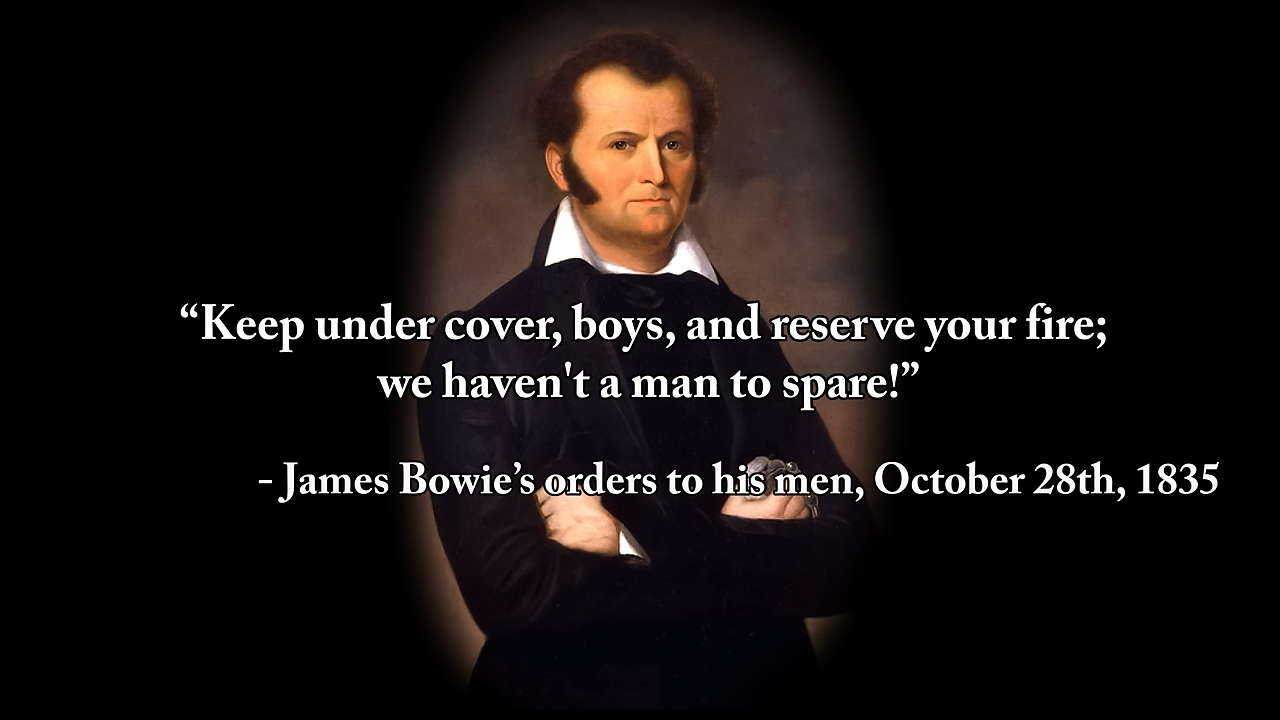 “Keep under cover, boys, and reserve your fire;
we haven't a man to spare!”
- James Bowie’s orders to his men, October 28th, 1835